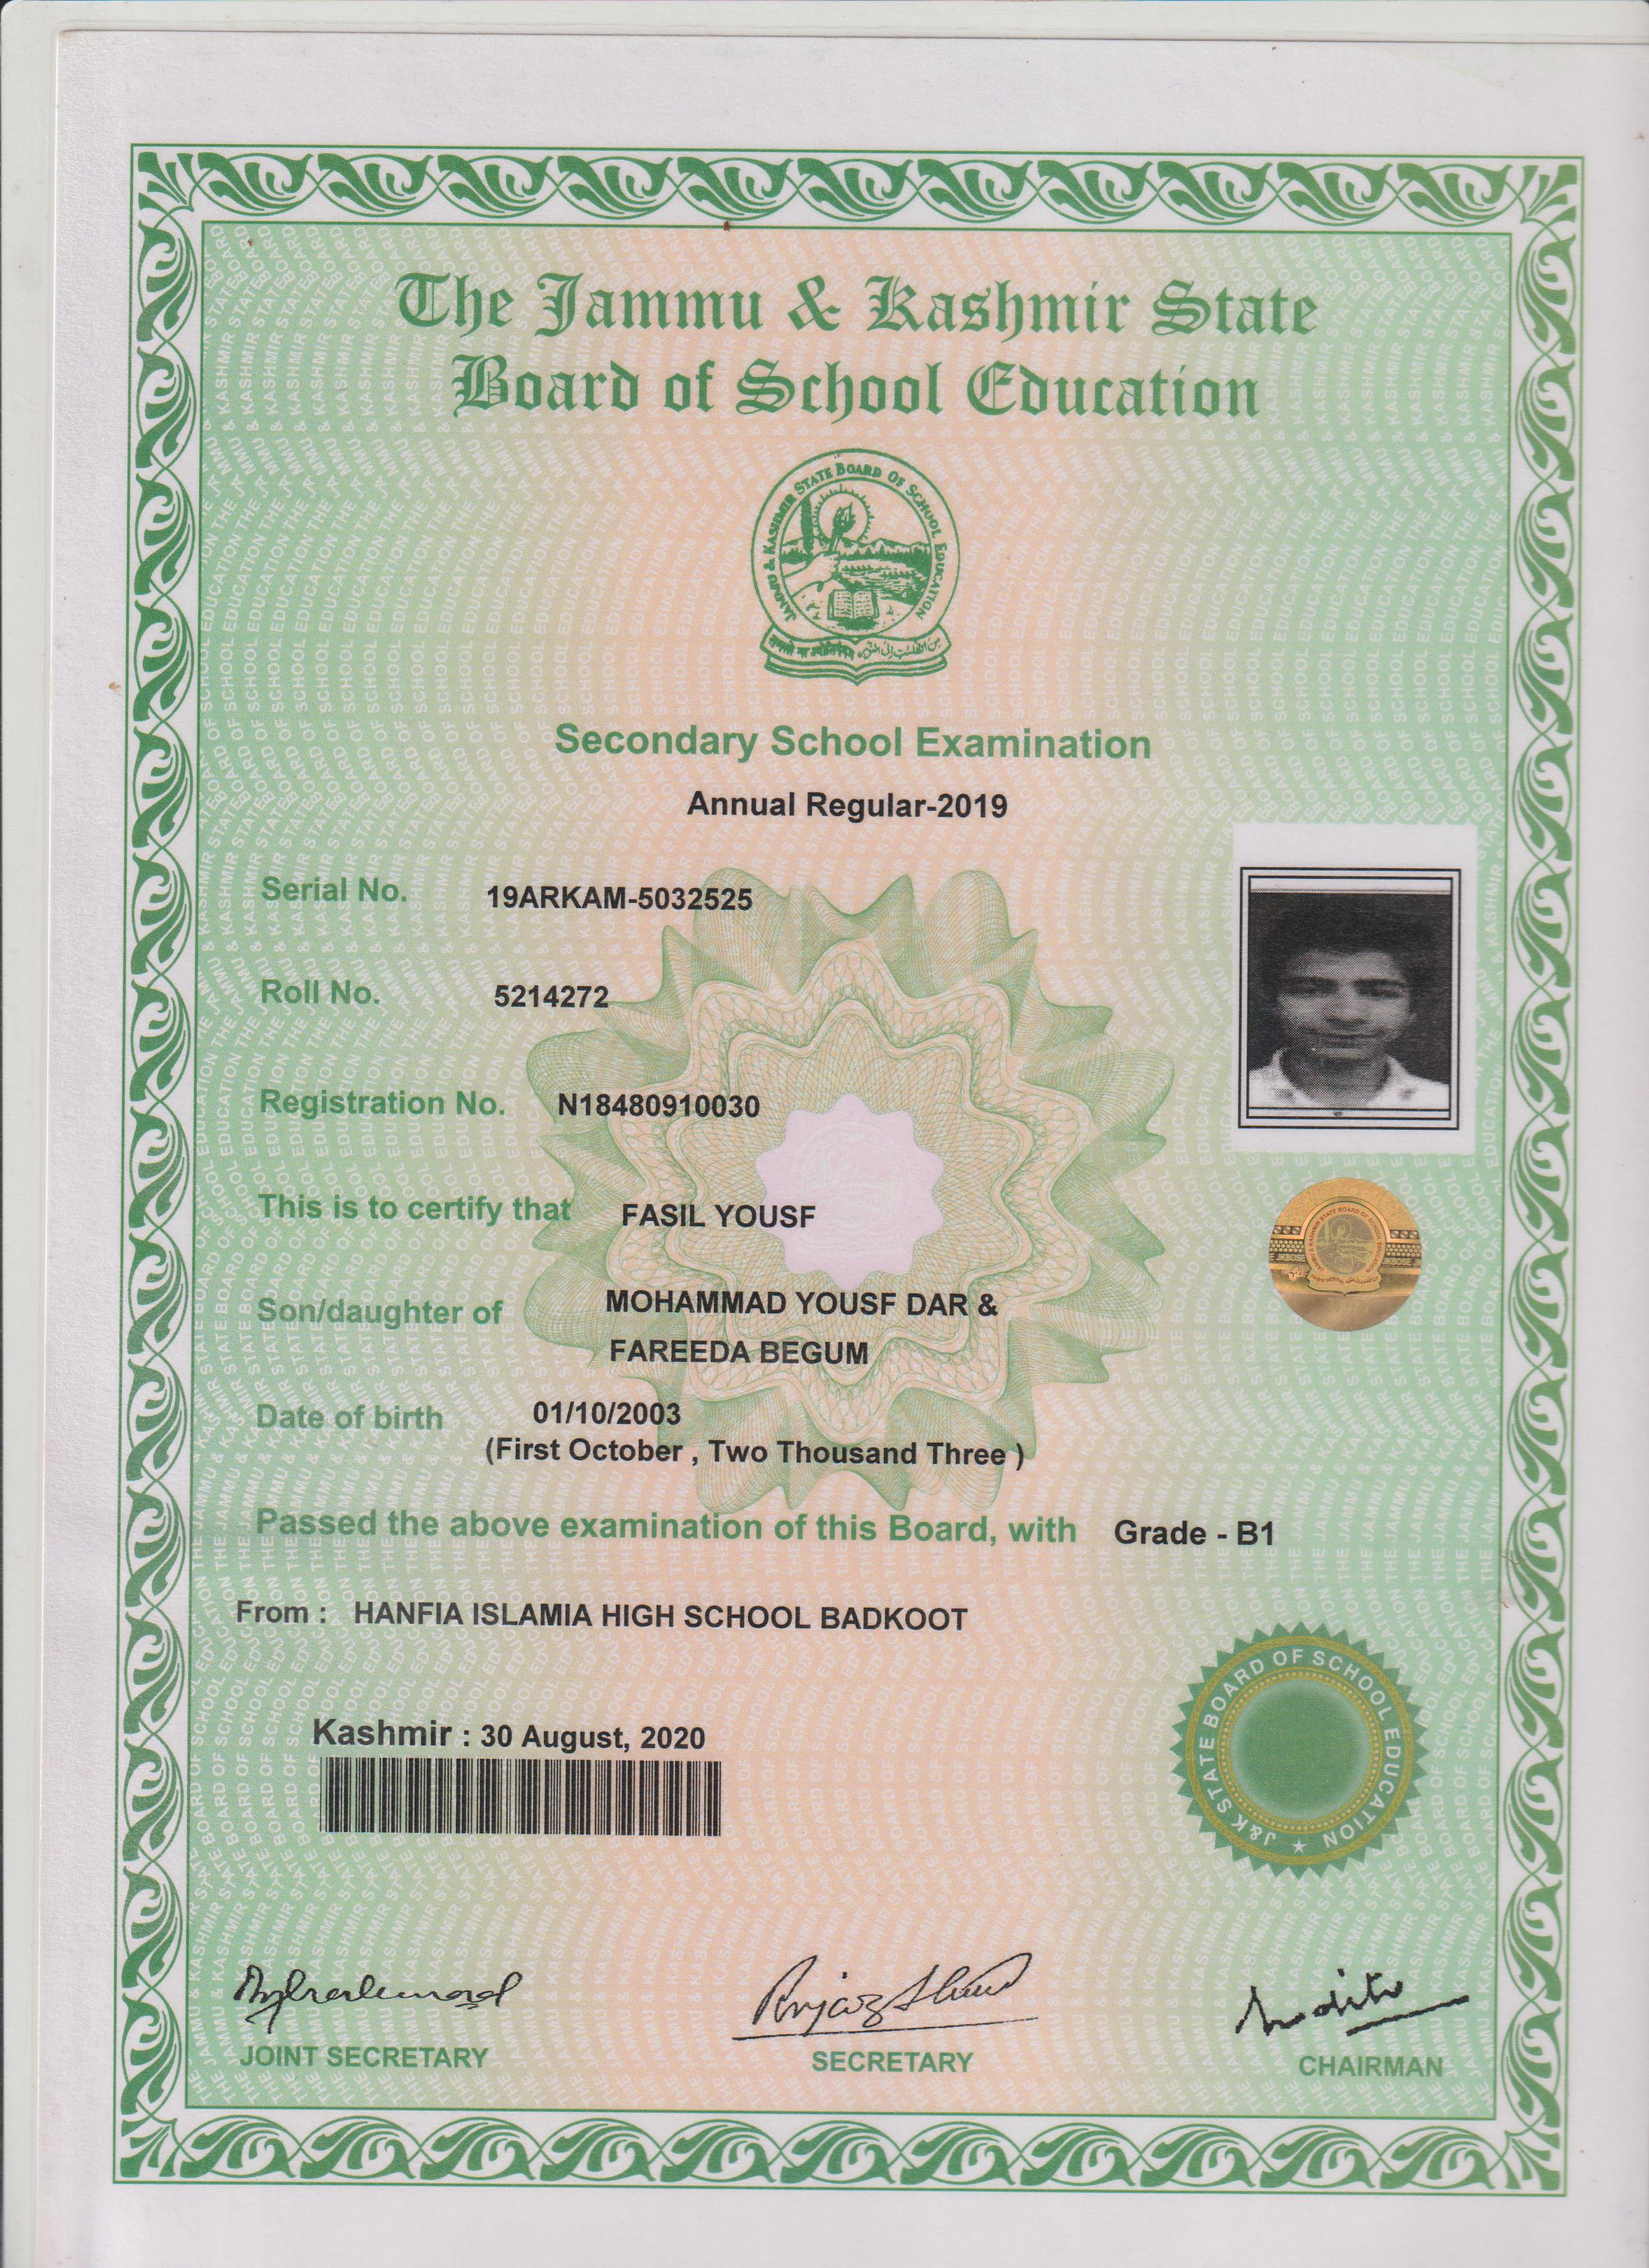 The Jammu & Kashmir State
Board of School Education
JAMMU & KASHMIR STATE BOARD OF SCHOOL EDUCATION
Secondary School Examination
Annual Regular-2019
Serial No. 19ARKAM-5032525
Roll No. 5214272
Registration No. N18480910030
This is to certify that FASIL YOUSF
Son/daughter of MOHAMMAD YOUSF DAR &
FAREEDA BEGUM
Date of birth 01/10/2003
(First October , Two Thousand Three )
Passed the above examination of this Board, with Grade - B1
From : HANFIA ISLAMIA HIGH SCHOOL BADKOOT
Kashmir : 30 August, 2020
J&K STATE BOARD OF SCHOOL EDUCATION
JOINT SECRETARY SECRETARY CHAIRMAN